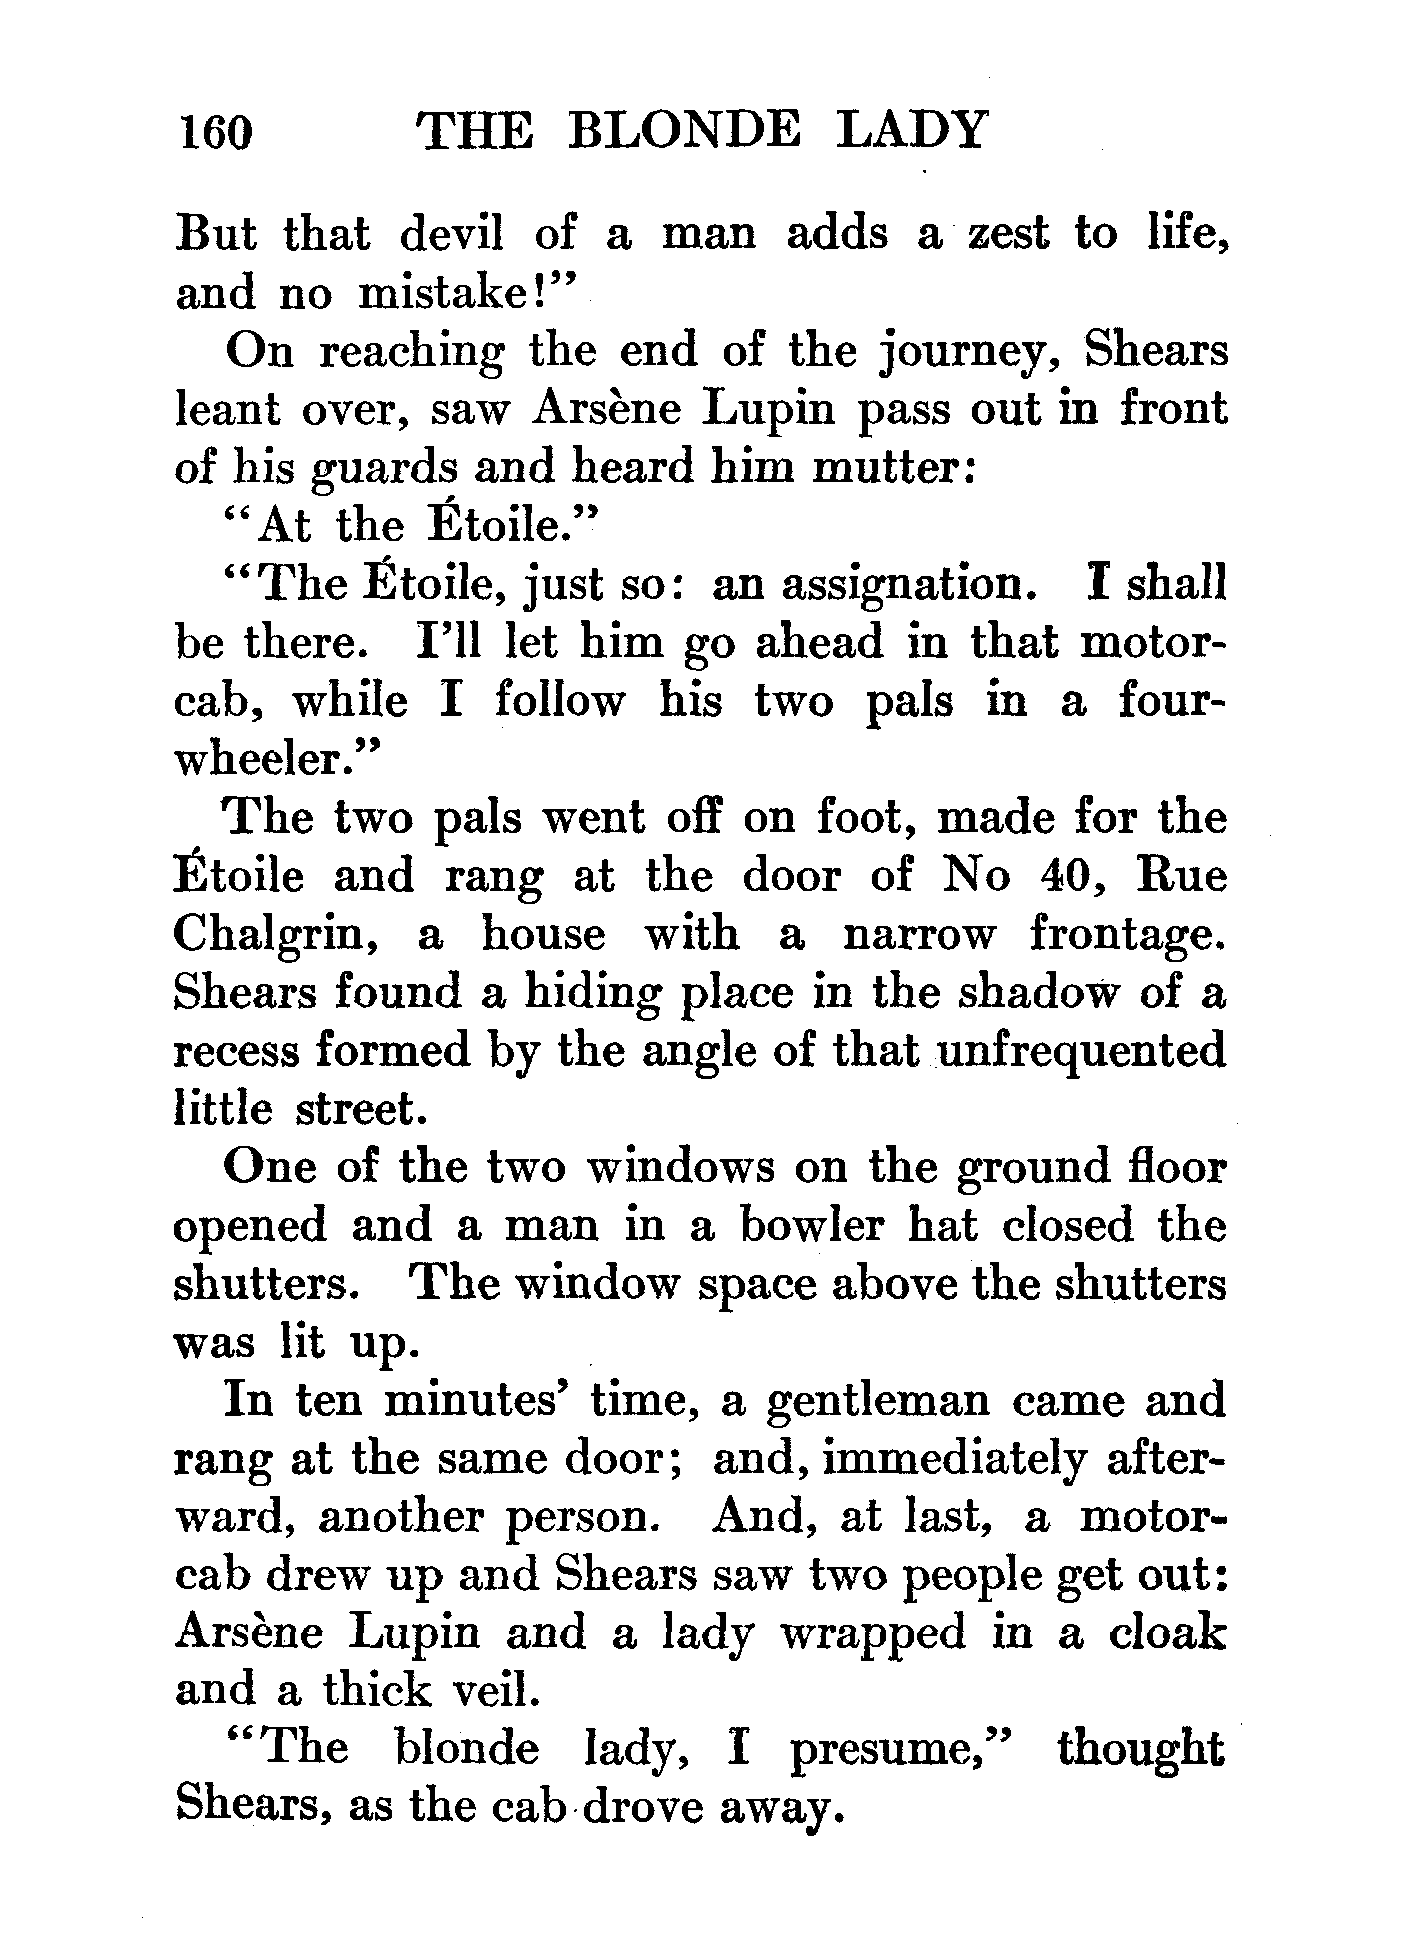 160 THE BLONDE LADY
But that devil of a man adds a zest to life,
and no mistake!"
On reaching the end of the journey, Shears
leant over, saw Arsène Lupin pass out in front
of his guards and heard him mutter:
"At the Étoile."
"The Étoile, just so: an assignation. I shall
be there. I'll let him go ahead in that motor-
cab, while I follow his two pals in a four-
wheeler."
The two pals went off on foot, made for the
Étoile and rang at the door of No 40, Rue
Chalgrin, a house with a narrow frontage.
Shears found a hiding place in the shadow of a
recess formed by the angle of that unfrequented
little street.
One of the two windows on the ground floor
opened and a man in a bowler hat closed the
shutters. The window space above the shutters
was lit up.
In ten minutes' time, a gentleman came and
rang at the same door; and, immediately after-
ward, another person. And, at last, a motor-
cab drew up and Shears saw two people get out:
Arsène Lupin and a lady wrapped in a cloak
and a thick veil.
"The blonde lady, I presume," thought
Shears, as the cab drove away.